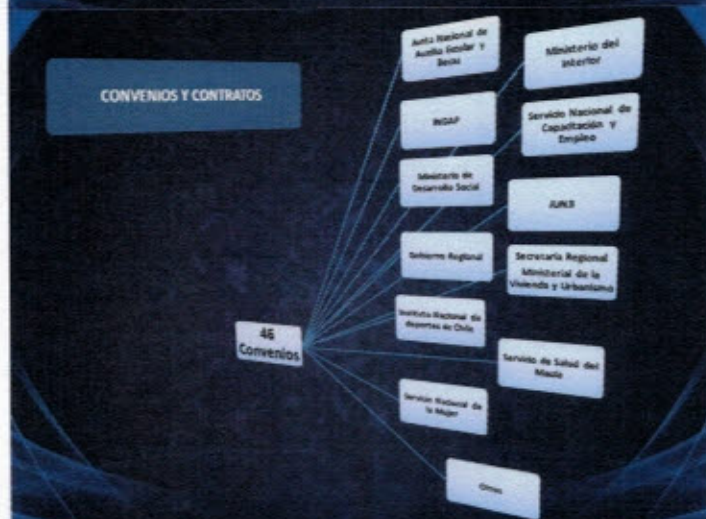 CONVENIOS Y CONTRATOS
Junta Nacional de
Auxilio Escolar y
Becas
Ministerio del
Interior
INDAP
Servicio Nacional de
Capacitación y
Empleo
Ministerio de
Desarrollo Social
JUNJI
Gobierno Regional
Secretaría Regional
Ministerial de la
Vivienda y Urbanismo
46
Convenios
Instituto Nacional de
deportes de Chile
Servicio de Salud del
Maule
Servicio Nacional de
la Mujer
Otros